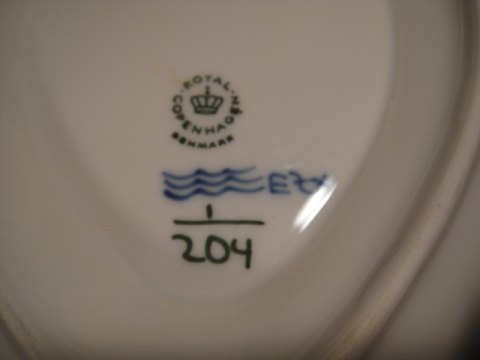 ROYAL
COPENHAGEN
DENMARK
1
204